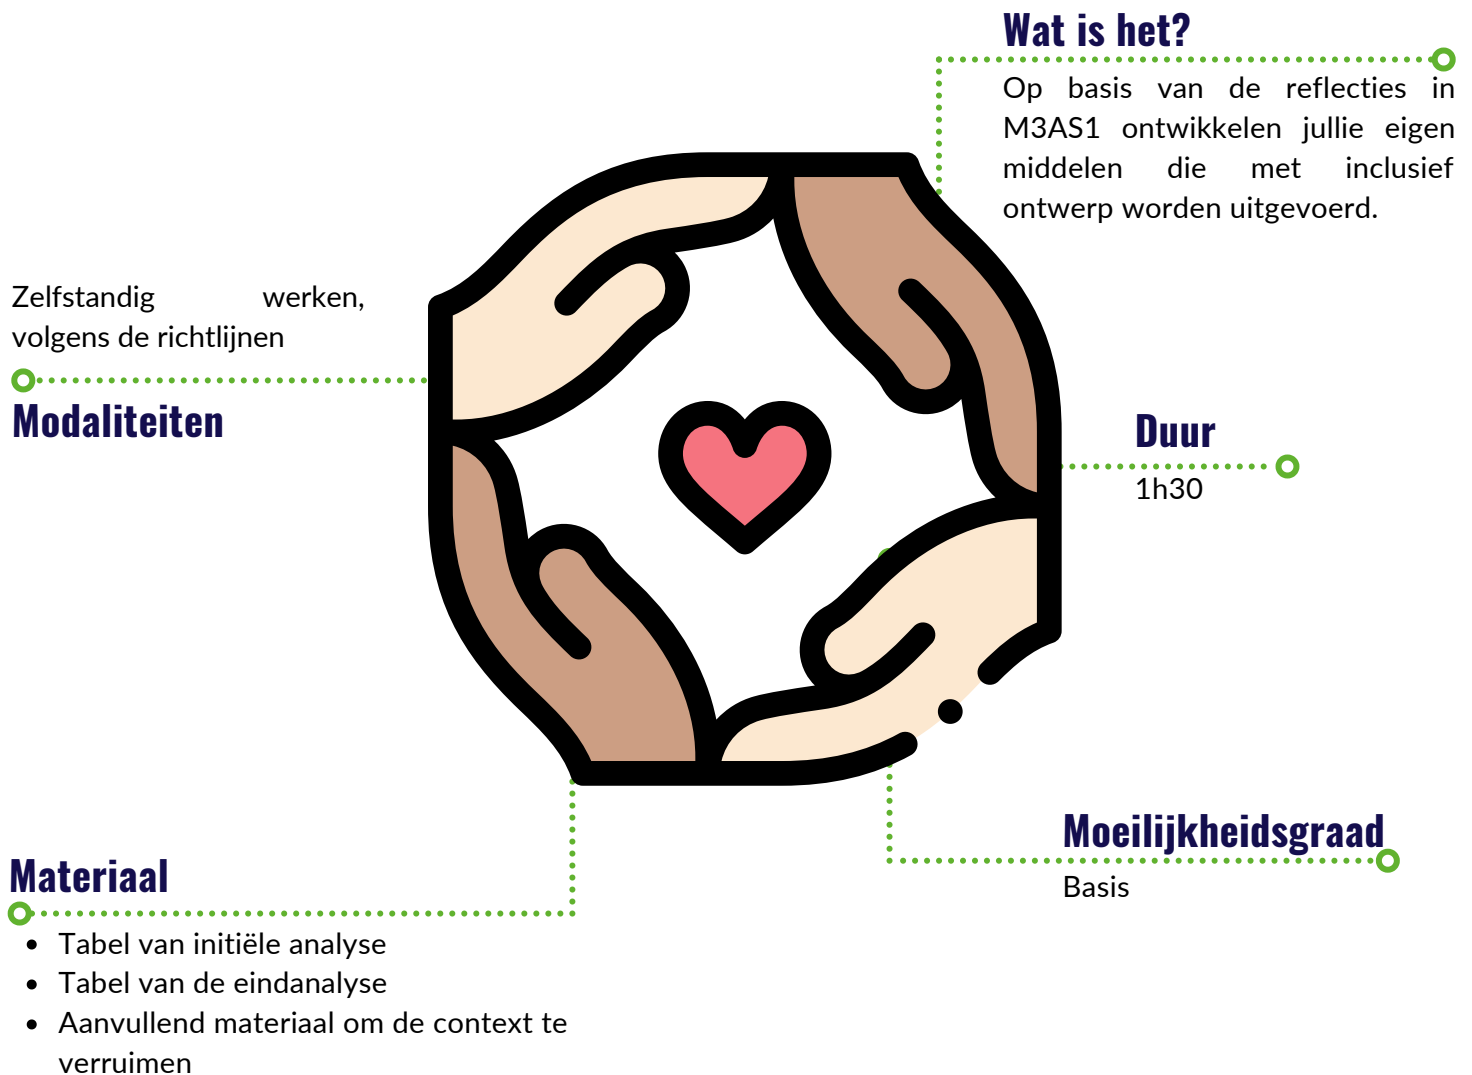 Wat is het?
Op basis van de reflecties in
M3AS1 ontwikkelen jullie eigen
middelen die met inclusief
ontwerp worden uitgevoerd.
Zelfstandig werken,
volgens de richtlijnen
Modaliteiten
Duur
1h30
Moeilijkheidsgraad
Basis
Materiaal
• Tabel van initiële analyse
• Tabel van de eindanalyse
• Aanvullend materiaal om de context te
verruimen